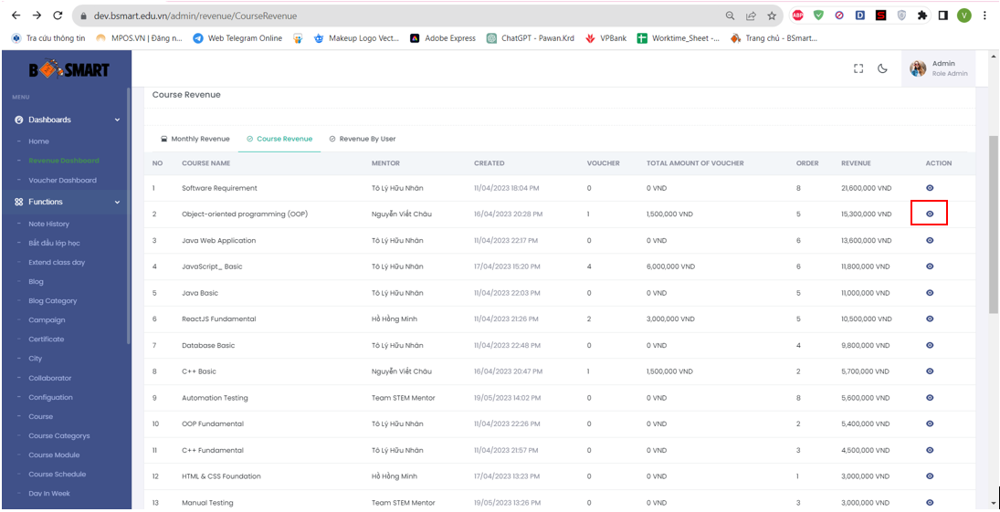 dev.bsmart.edu.vn/admin/revenue/CourseRevenue
ABP D S V
Tra cứu thông tin MPOS.VN | Đăng n... Web Telegram Online Makeup Logo Vect... Adobe Express ChatGPT - Pawan.Krd VPBank Worktime_Sheet -... Trang chủ - BSmart...
B SMART
Admin
Role Admin
MENU
Dashboards
Home
Revenue Dashboard
Voucher Dashboard
Functions
Note History
Bắt đầu lớp học
Extend class day
Blog
Blog Category
Campaign
Certificate
City
Collaborator
Configuation
Course
Course Categorys
Course Module
Course Schedule
Day In Week
Course Revenue
Monthly Revenue Course Revenue Revenue By User
NO COURSE NAME MENTOR CREATED VOUCHER TOTAL AMOUNT OF VOUCHER ORDER REVENUE ACTION
1 Software Requirement Tô Lý Hữu Nhân 11/04/2023 18:04 PM 0 0 VND 8 21,600,000 VND
2 Object-oriented programming (OOP) Nguyễn Viết Châu 16/04/2023 20:28 PM 1 1,500,000 VND 5 15,300,000 VND
3 Java Web Application Tô Lý Hữu Nhân 11/04/2023 22:17 PM 0 0 VND 6 13,600,000 VND
4 JavaScript_ Basic Tô Lý Hữu Nhân 17/04/2023 15:20 PM 4 6,000,000 VND 6 11,800,000 VND
5 Java Basic Tô Lý Hữu Nhân 11/04/2023 22:03 PM 0 0 VND 5 11,000,000 VND
6 ReactJS Fundamental Hồ Hồng Minh 17/04/2023 21:26 PM 2 3,000,000 VND 5 10,500,000 VND
7 Database Basic Tô Lý Hữu Nhân 11/04/2023 22:48 PM 0 0 VND 4 9,800,000 VND
8 C++ Basic Nguyễn Viết Châu 16/04/2023 20:47 PM 1 1,500,000 VND 2 5,700,000 VND
9 Automation Testing Team STEM Mentor 19/05/2023 14:02 PM 0 0 VND 8 5,600,000 VND
10 OOP Fundamental Tô Lý Hữu Nhân 11/04/2023 22:26 PM 0 0 VND 2 5,400,000 VND
11 C++ Fundamental Tô Lý Hữu Nhân 11/04/2023 21:57 PM 0 0 VND 3 4,500,000 VND
12 HTML & CSS Foundation Hồ Hồng Minh 17/04/2023 13:23 PM 0 0 VND 1 3,000,000 VND
13 Manual Testing Team STEM Mentor 19/05/2023 13:26 PM 0 0 VND 3 3,000,000 VND